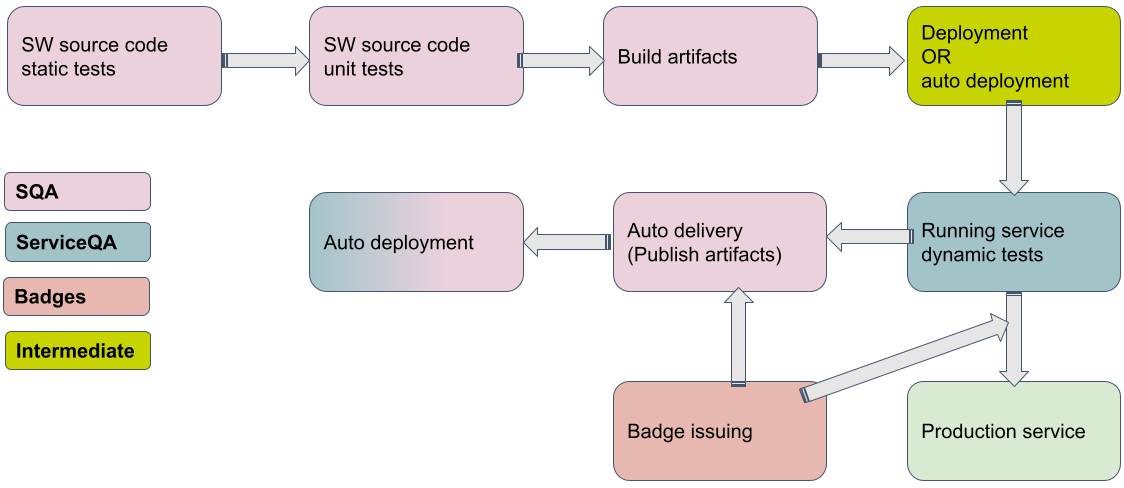 SW source code
static tests
SW source code
unit tests
Build artifacts
Deployment
OR
auto deployment
SQA
ServiceQA
Badges
Intermediate
Auto deployment
Auto delivery
(Publish artifacts)
Running service
dynamic tests
Badge issuing
Production service